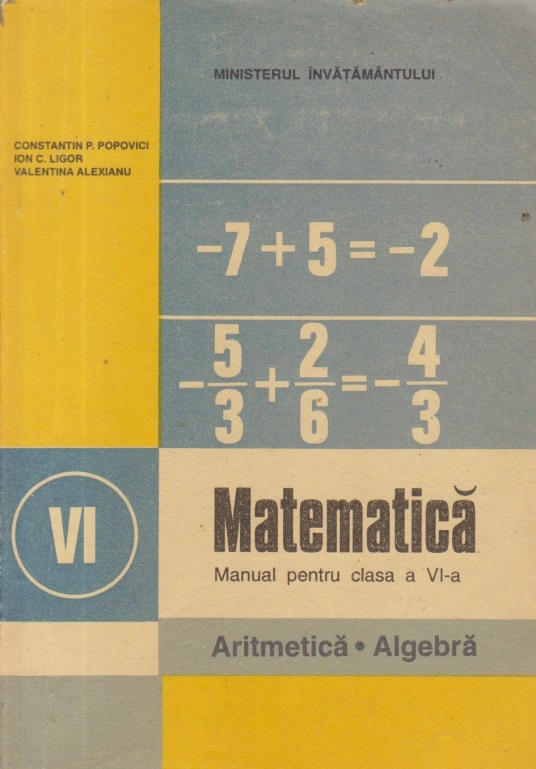 MINISTERUL ÎNVĂȚĂMÂNTULUI
CONSTANTIN P. POPOVICI
ION C. LIGOR
VALENTINA ALEXIANU
–7+5=–2
–5/3+2/6=–4/3
VI
Matematică
Manual pentru clasa a VI-a
Aritmetică • Algebră